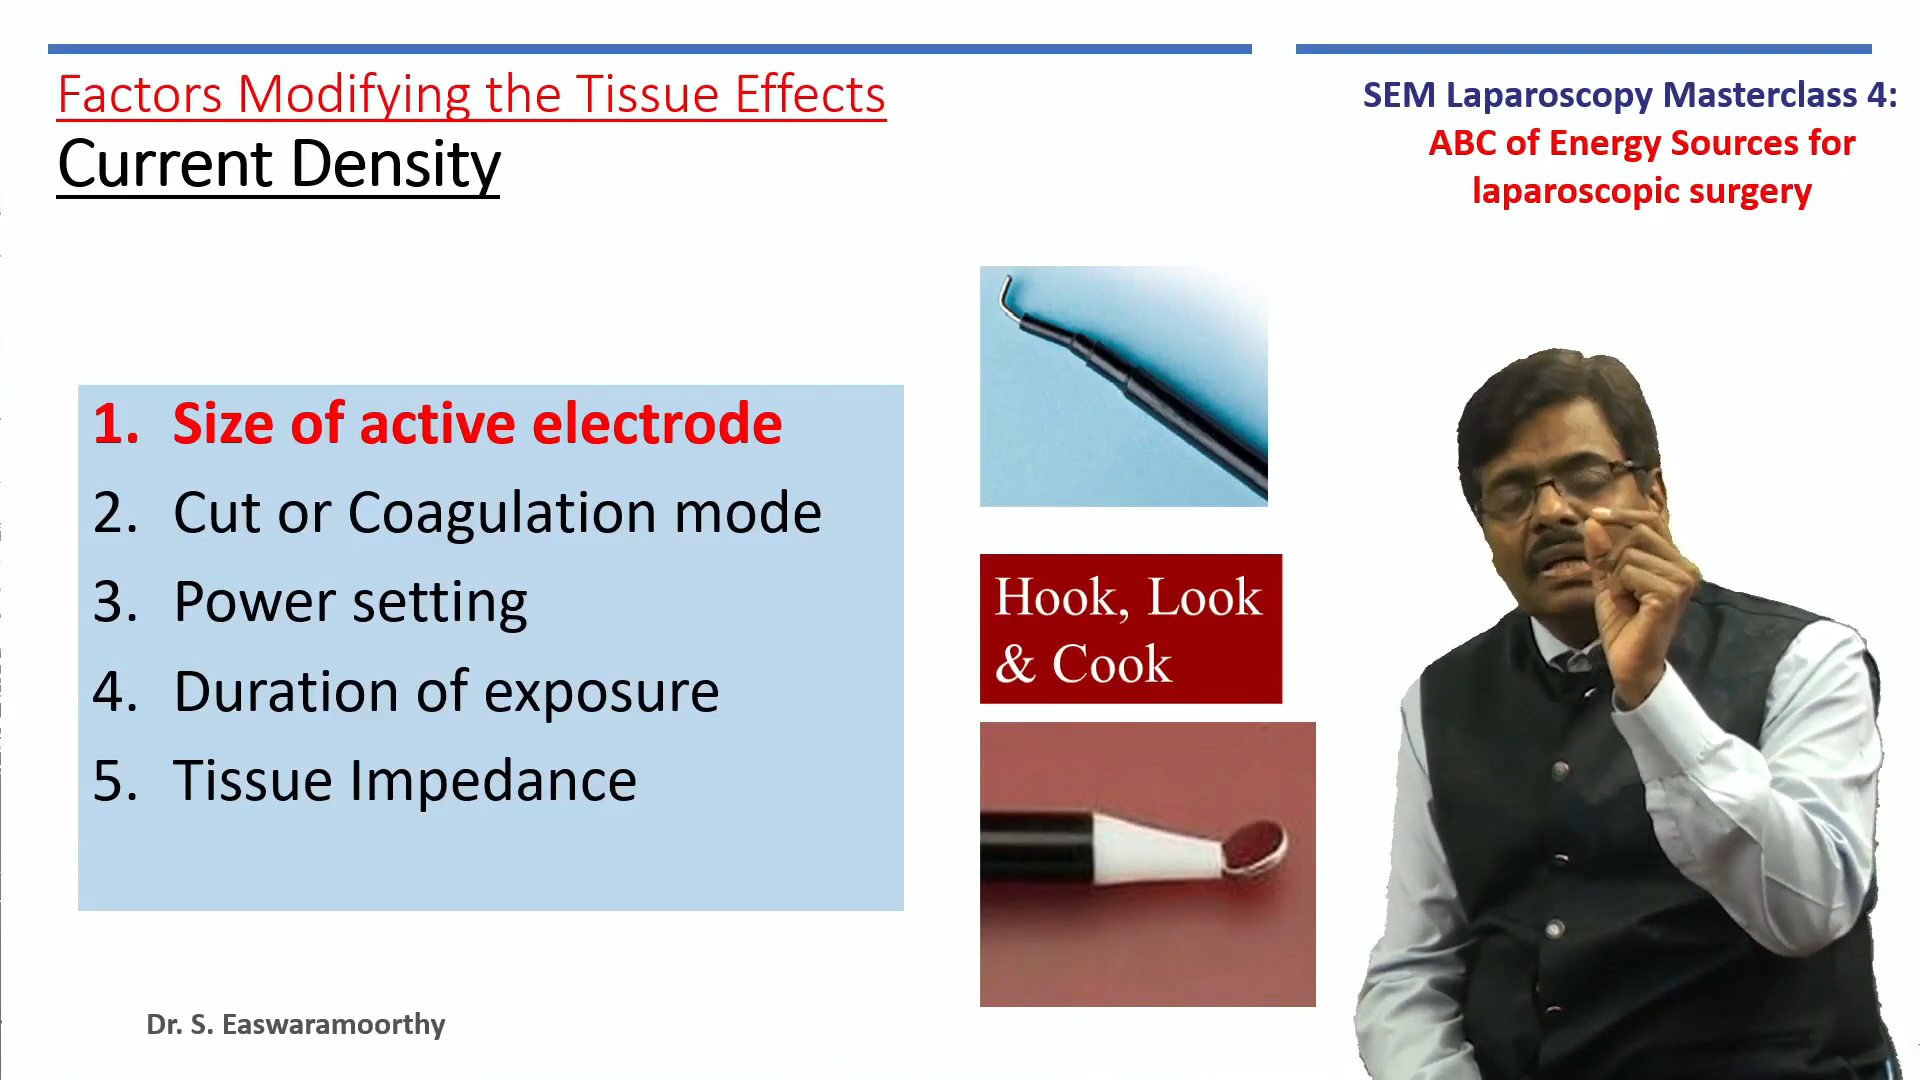 Factors Modifying the Tissue Effects
Current Density
SEM Laparoscopy Masterclass 4:
ABC of Energy Sources for
laparoscopic surgery
1. Size of active electrode
2. Cut or Coagulation mode
3. Power setting
4. Duration of exposure
5. Tissue Impedance
Hook, Look
& Cook
Dr. S. Easwaramoorthy